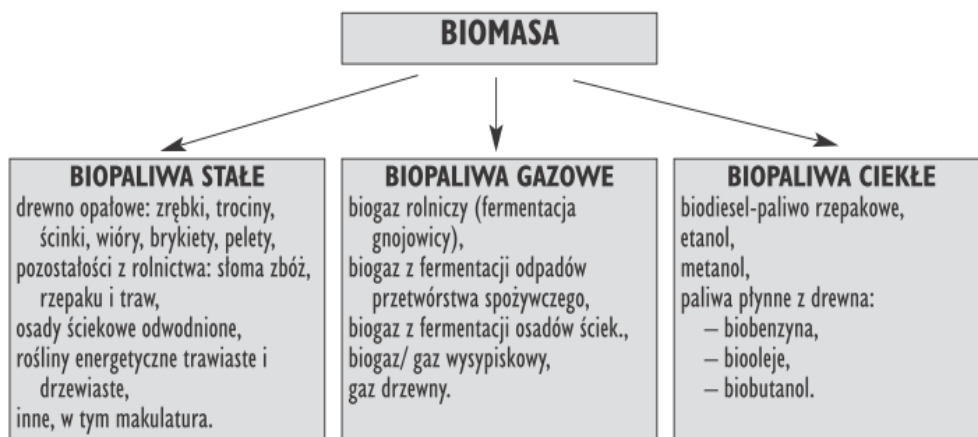 BIOMASA
BIOPALIWA STAŁE
drewno opałowe: zrębki, trociny,
ścinki, wióry, brykiety, pelety,
pozostałości z rolnictwa: słoma zbóż,
rzepaku i traw,
osady ściekowe odwodnione,
rośliny energetyczne trawiaste i
drzewiaste,
inne, w tym makulatura.
BIOPALIWA GAZOWE
biogaz rolniczy (fermentacja
gnojowicy),
biogaz z fermentacji odpadów
przetwórstwa spożywczego,
biogaz z fermentacji osadów ściek.,
biogaz/ gaz wysypiskowy,
gaz drzewny.
BIOPALIWA CIEKŁE
biodiesel-paliwo rzepakowe,
etanol,
metanol,
paliwa płynne z drewna:
– biobenzyna,
– biooleje,
– biobutanol.